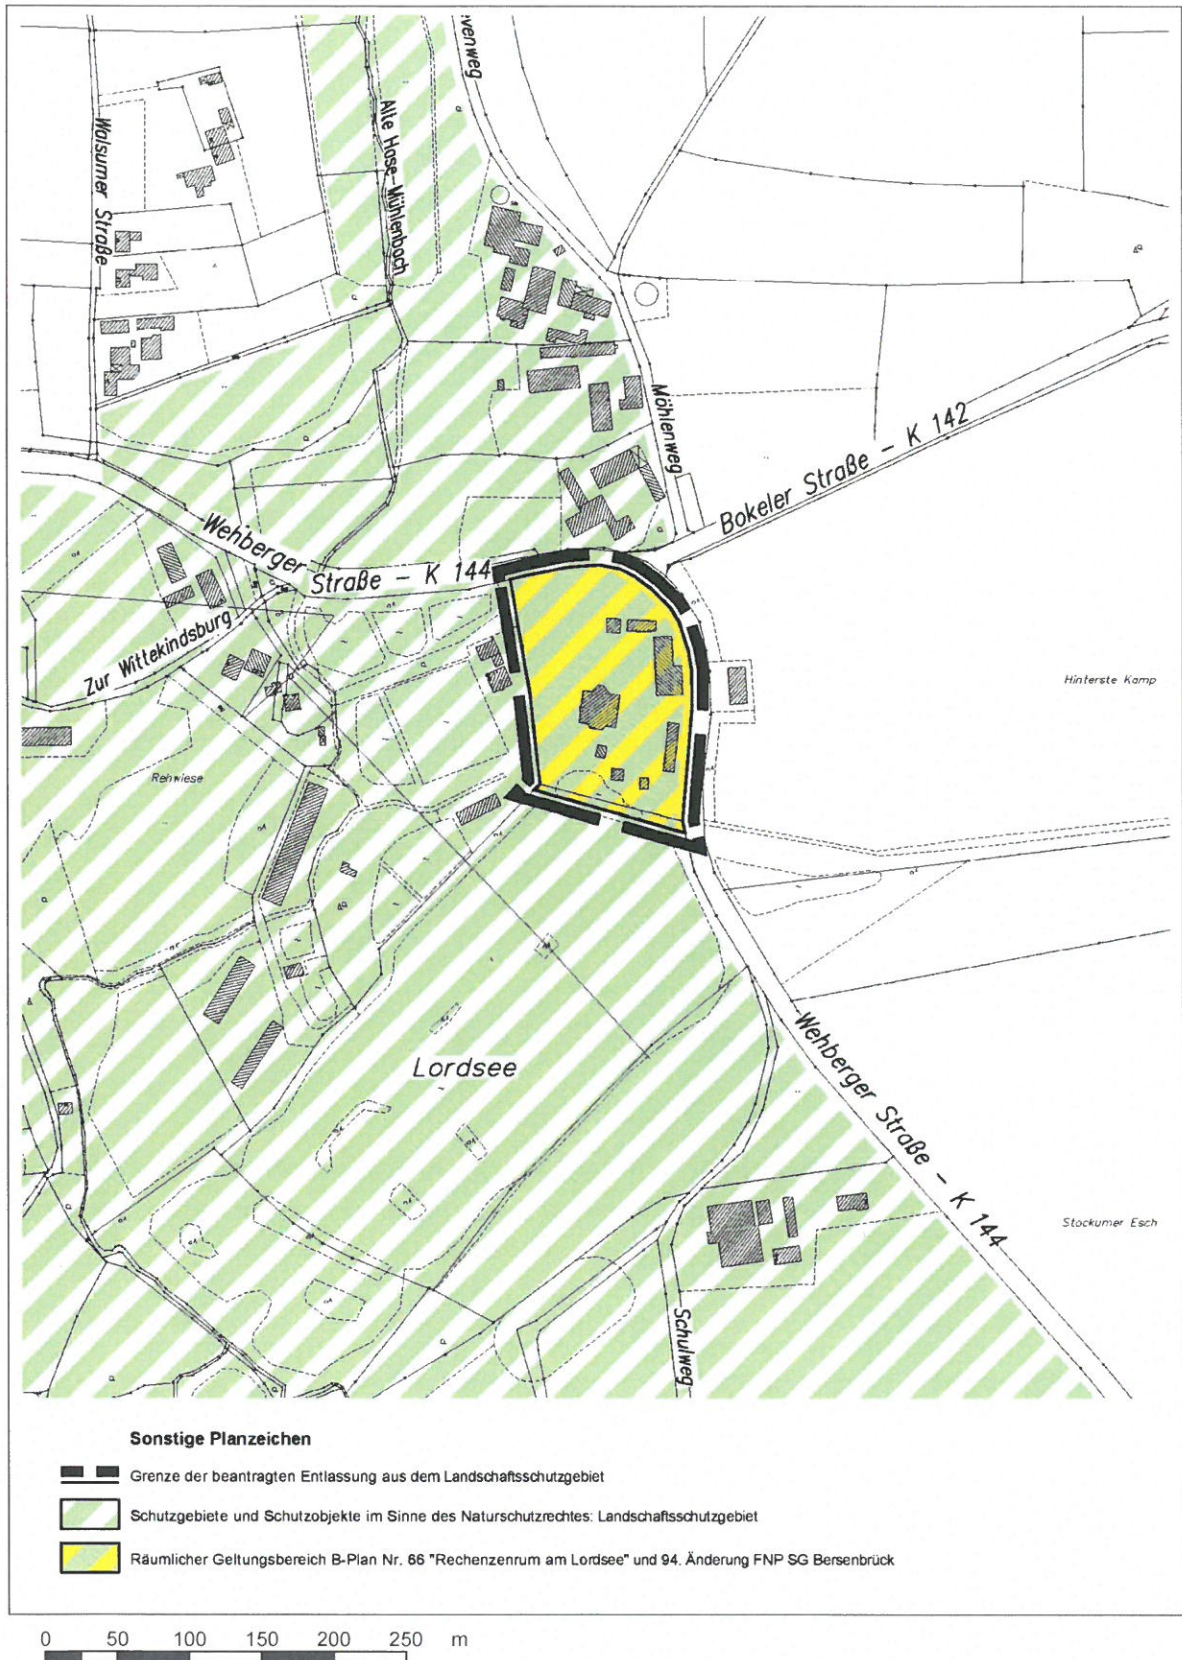 venweg
Alte Hase-Mühlenbach
Walsumer Straße
Möhlenweg
Bokeler Straße - K 142
Wehberger
Straße - K 144
Zur Wittekindsburg
Hinterste Kamp
Rehwiese
Lordsee
Wehberger Straße - K 144
Stockumer Esch
Schulweg
Sonstige Planzeichen
Grenze der beantragten Entlassung aus dem Landschaftsschutzgebiet
Schutzgebiete und Schutzobjekte im Sinne des Naturschutzrechtes: Landschaftsschutzgebiet
Räumlicher Geltungsbereich B-Plan Nr. 66 "Rechenzenrum am Lordsee" und 94. Änderung FNP SG Bersenbrück
0 50 100 150 200 250 m